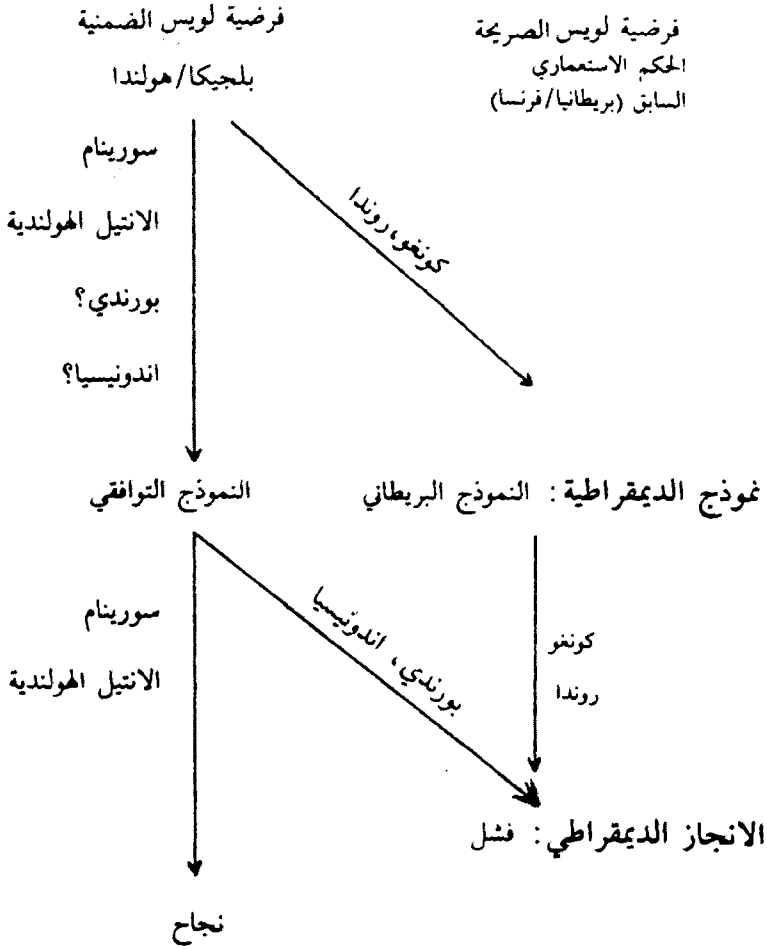 فرضية لويس الصريحة
الحكم الاستعماري
السابق (بريطانيا/فرنسا)
فرضية لويس الضمنية
بلجيكا/هولندا
سورينام
الانتيل الهولندية
بورندي؟
اندونيسيا؟
كونغو، روندا
نموذج الديمقراطية: النموذج البريطاني
النموذج التوافقي
كونغو
روندا
بورندي، اندونيسيا
سورينام
الانتيل الهولندية
الانجاز الديمقراطي: فشل
نجاح